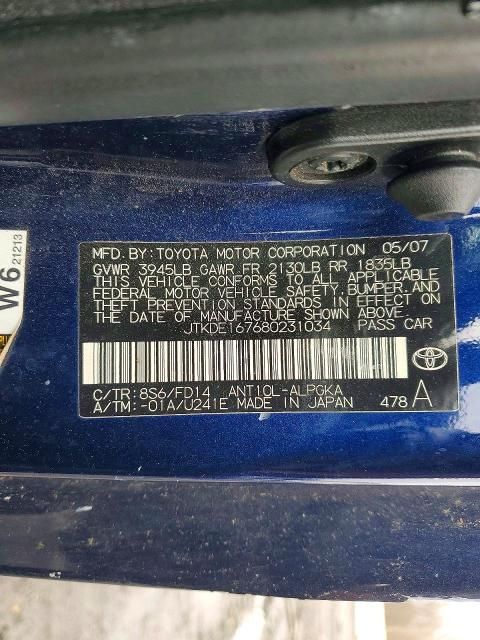 MFD. BY: TOYOTA MOTOR CORPORATION 05/07
GVWR 3945LB GAWR FR 2130LB RR 1835LB
THIS VEHICLE CONFORMS TO ALL APPLICABLE
FEDERAL MOTOR VEHICLE SAFETY, BUMPER, AND
THEFT PREVENTION STANDARDS IN EFFECT ON THE
DATE OF MANUFACTURE SHOWN ABOVE.
JTKDE167680231034 PASS CAR
C/TR: 8S6/FD14 ANT10L-ALPGKA
A/TM: -01A/U241E MADE IN JAPAN 478 A
W6 21213